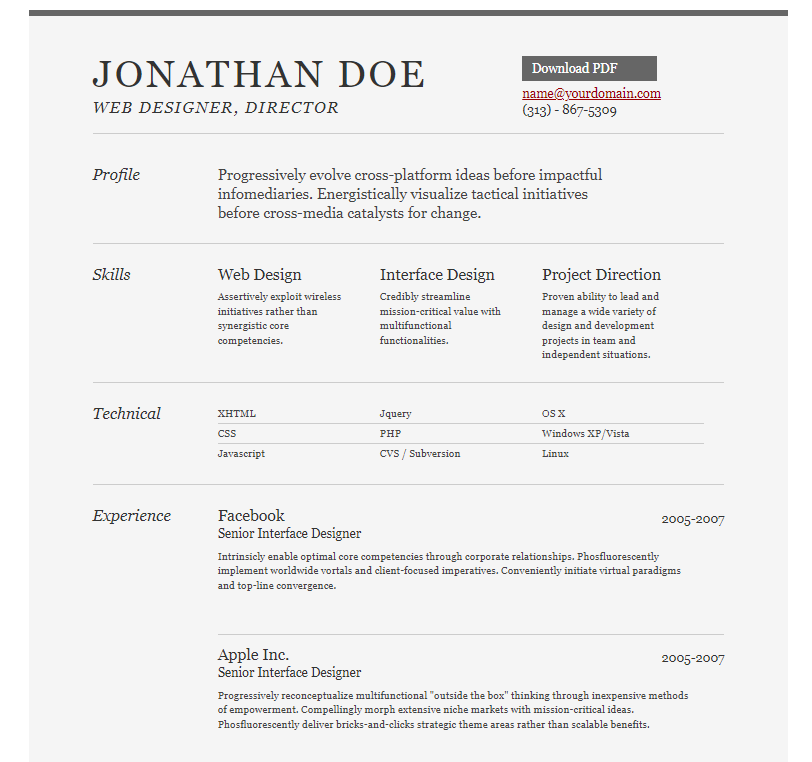 JONATHAN DOE
WEB DESIGNER, DIRECTOR
Download PDF
name@yourdomain.com
(313) - 867-5309
Profile
Progressively evolve cross-platform ideas before impactful
infomediaries. Energistically visualize tactical initiatives
before cross-media catalysts for change.
Skills
Web Design
Assertively exploit wireless
initiatives rather than
synergistic core
competencies.
Interface Design
Credibly streamline
mission-critical value with
multifunctional
functionalities.
Project Direction
Proven ability to lead and
manage a wide variety of
design and development
projects in team and
independent situations.
Technical
XHTML Jquery OS X
CSS PHP Windows XP/Vista
Javascript CVS / Subversion Linux
Experience
Facebook 2005-2007
Senior Interface Designer
Intrinsicly enable optimal core competencies through corporate relationships. Phosfluorescently
implement worldwide vortals and client-focused imperatives. Conveniently initiate virtual paradigms
and top-line convergence.
Apple Inc. 2005-2007
Senior Interface Designer
Progressively reconceptualize multifunctional "outside the box" thinking through inexpensive methods
of empowerment. Compellingly morph extensive niche markets with mission-critical ideas.
Phosfluorescently deliver bricks-and-clicks strategic theme areas rather than scalable benefits.